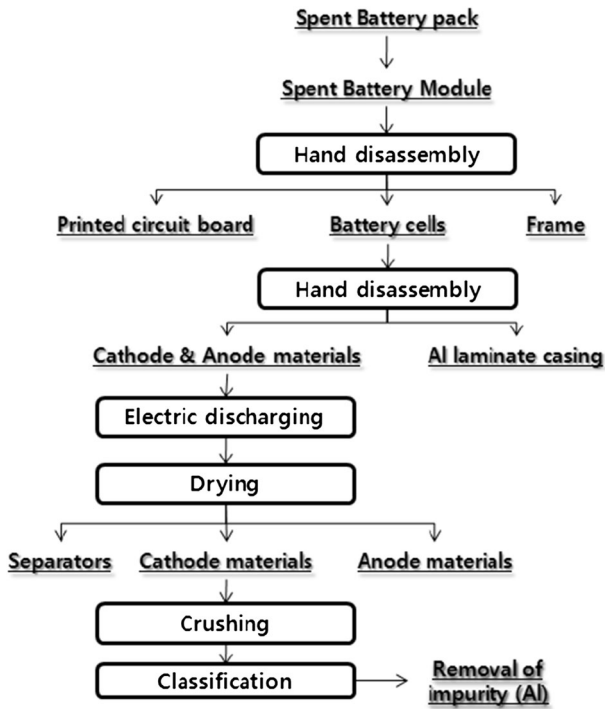 Spent Battery pack
Spent Battery Module
Hand disassembly
Printed circuit board
Battery cells
Frame
Hand disassembly
Cathode & Anode materials
Al laminate casing
Electric discharging
Drying
Separators
Cathode materials
Anode materials
Crushing
Classification
Removal of
impurity (Al)